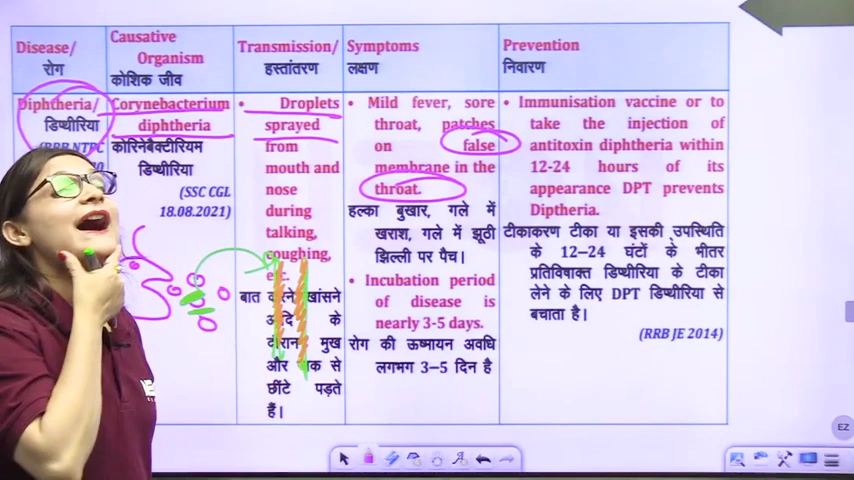 Disease/
रोग
Causative
Organism
कोशिक जीव
Transmission/
हस्तांतरण
Symptoms
लक्षण
Prevention
निवारण
Diphtheria/
डिप्थीरिया
Corynebacterium
diphtheria
कोरिनेबैक्टीरियम
डिप्थीरिया
(SSC CGL
18.08.2021)
• Droplets
sprayed
from
mouth and
nose
during
talking,
coughing,
etc.
बात करने खांसने
आदि के
दौरान मुख
और नाक से
छींटे पड़ते
हैं।
• Mild fever, sore
throat, patches
on false
membrane in the
throat.
हल्का बुखार, गले में
खराश, गले में झूठी
झिल्ली पर पैच।
• Incubation period
of disease is
nearly 3-5 days.
रोग की ऊष्मायन अवधि
लगभग 3–5 दिन है
• Immunisation vaccine or to
take the injection of
antitoxin diphtheria within
12-24 hours of its
appearance DPT prevents
Diptheria.
टीकाकरण टीका या इसकी उपस्थिति
के 12–24 घंटों के भीतर
प्रतिविषाक्त डिप्थीरिया के टीका
लेने के लिए DPT डिप्थीरिया से
बचाता है।
(RRB JE 2014)
EZ